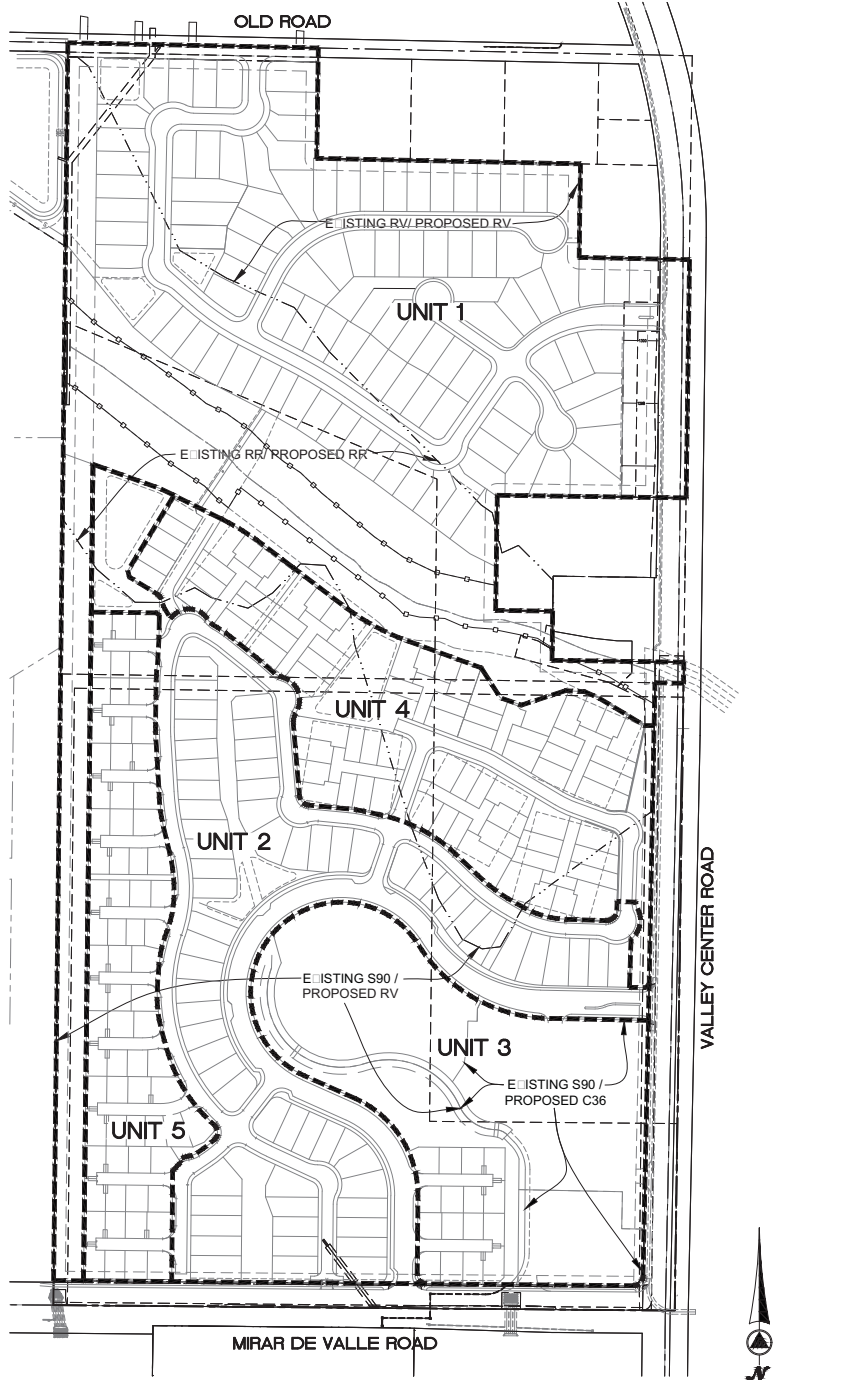 OLD ROAD
E□ISTING RV/ PROPOSED RV
UNIT 1
E□ISTING RR/ PROPOSED RR
UNIT 4
UNIT 2
VALLEY CENTER ROAD
E□ISTING S90 /
PROPOSED RV
UNIT 3
E□ISTING S90 /
PROPOSED C36
UNIT 5
MIRAR DE VALLE ROAD
N